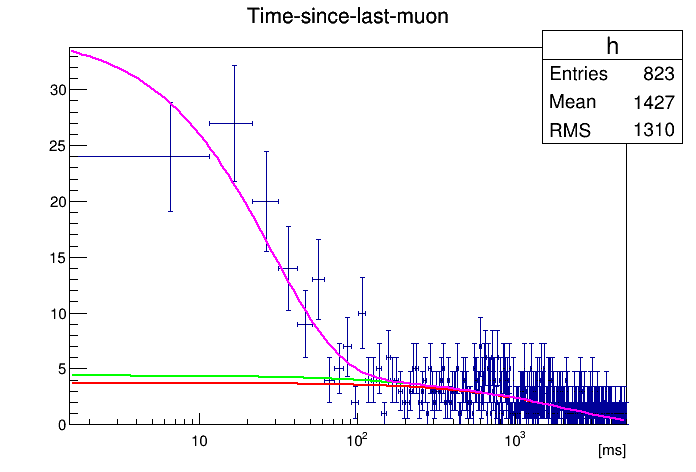 Time-since-last-muon
h
Entries 823
Mean 1427
RMS 1310
30
25
20
15
10
5
0
10 10² 10³
[ms]